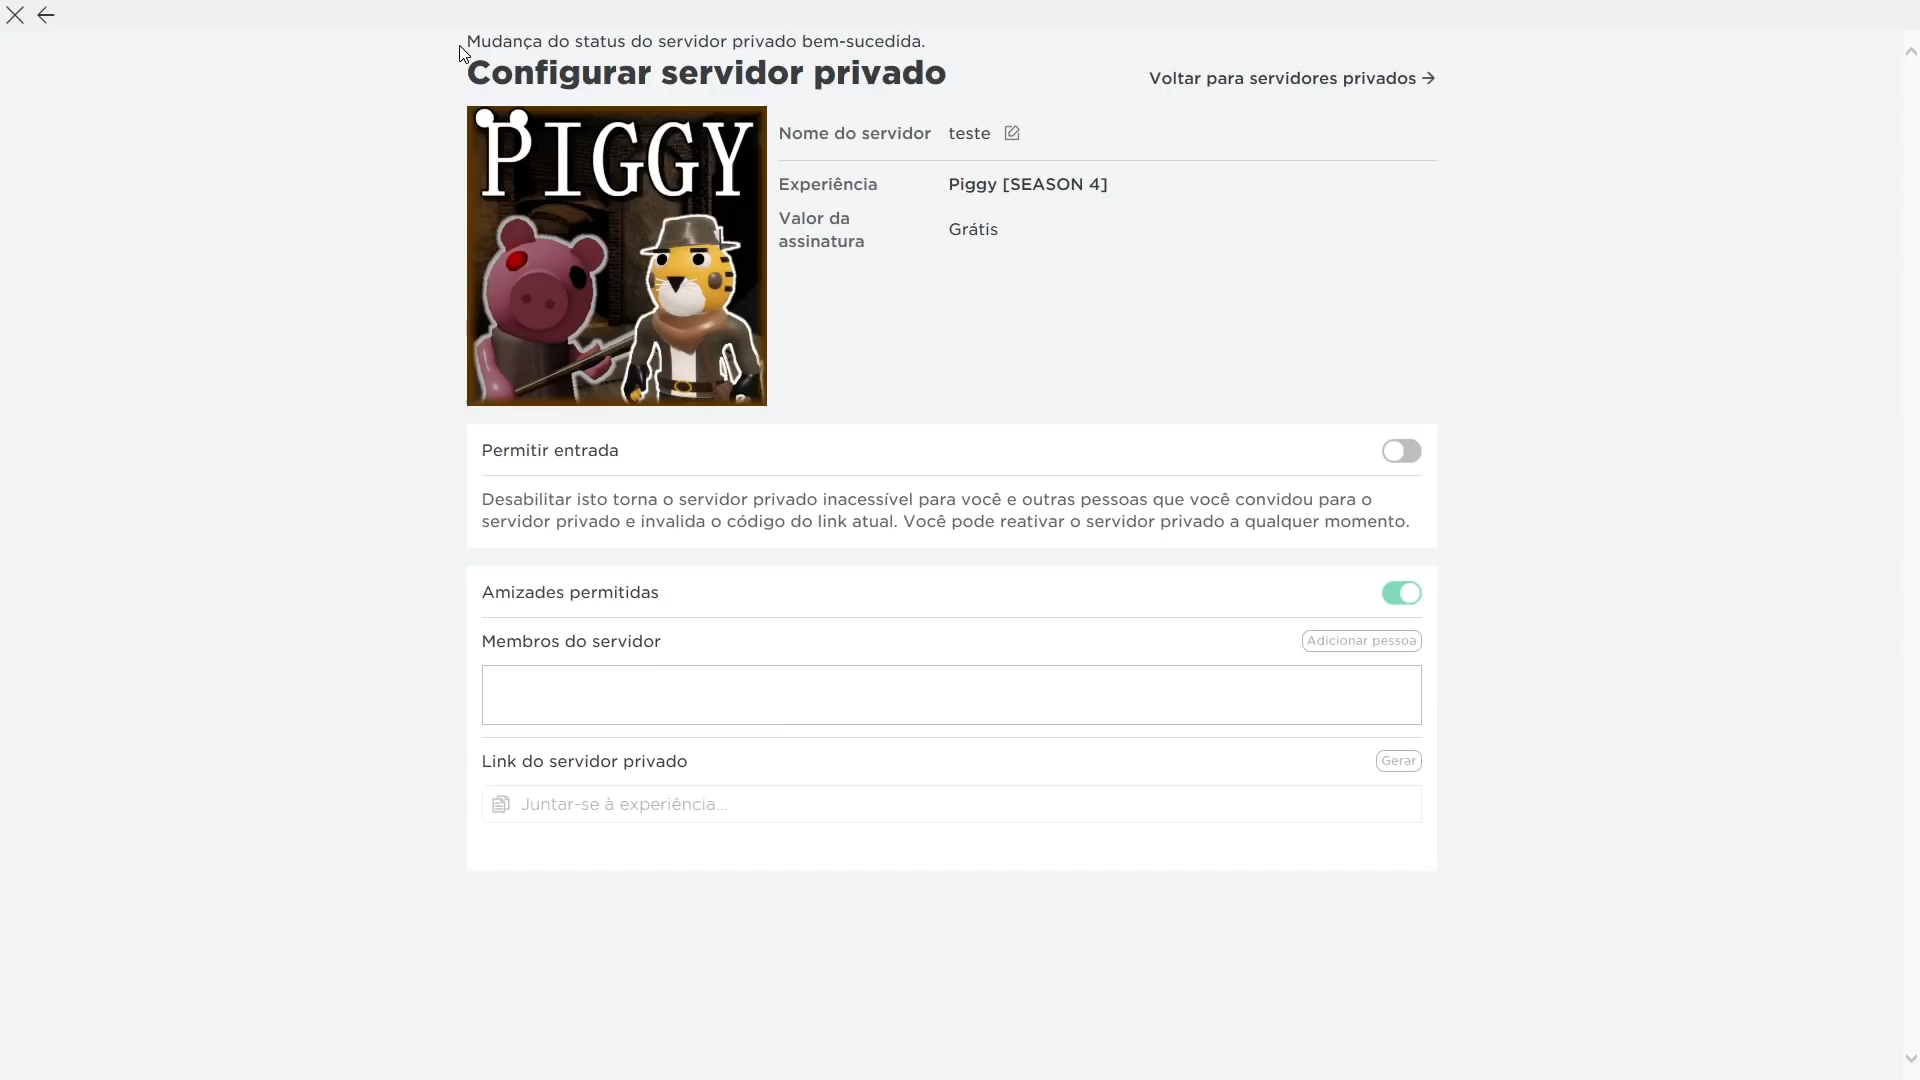 Mudança do status do servidor privado bem-sucedida.
Configurar servidor privado
Voltar para servidores privados
PIGGY
Nome do servidor teste
Experiência Piggy [SEASON 4]
Valor da
assinatura
Grátis
Permitir entrada
Desabilitar isto torna o servidor privado inacessível para você e outras pessoas que você convidou para o
servidor privado e invalida o código do link atual. Você pode reativar o servidor privado a qualquer momento.
Amizades permitidas
Membros do servidor
Adicionar pessoa
Link do servidor privado
Gerar
Juntar-se à experiência...